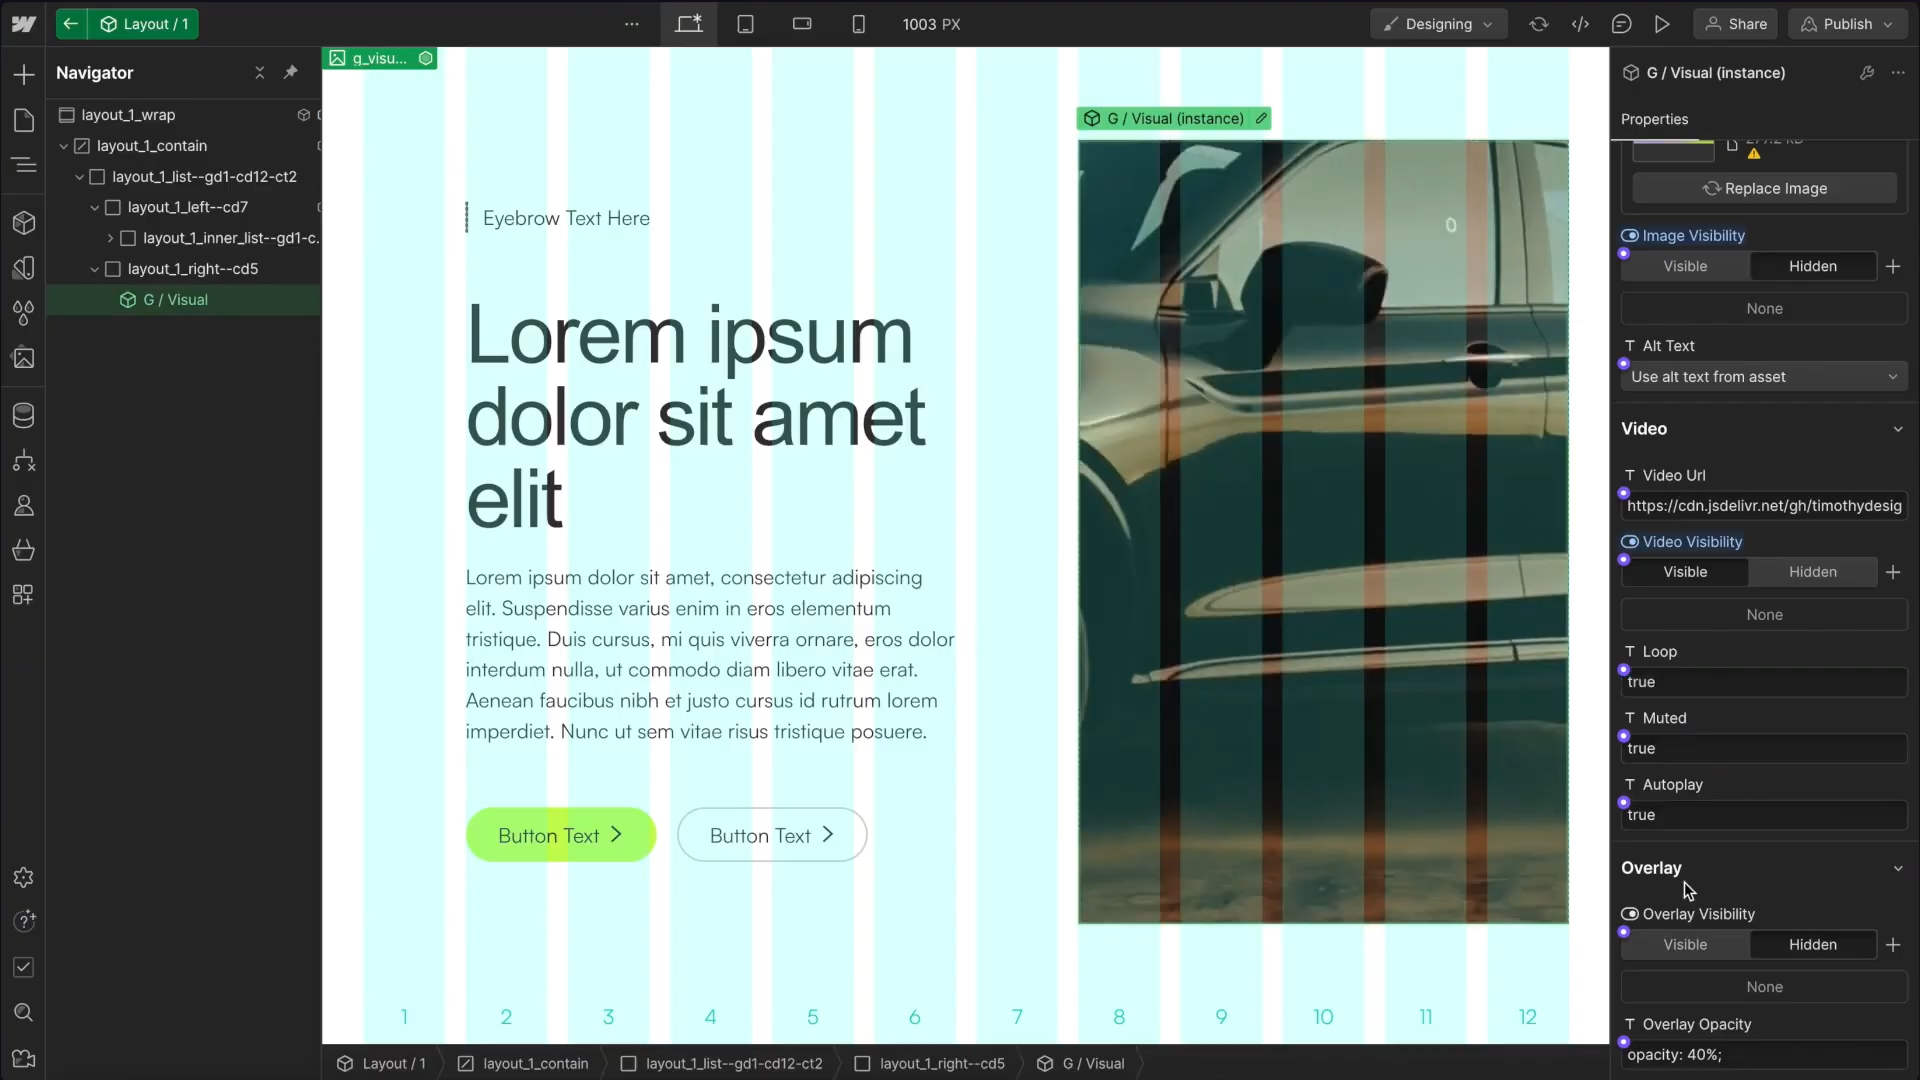 Layout / 1
1003 PX
Designing
Share
Publish
Navigator
layout_1_wrap
layout_1_contain
layout_1_list--gd1-cd12-ct2
layout_1_left--cd7
layout_1_inner_list--gd1-c.
layout_1_right--cd5
G / Visual
g_visu...
G / Visual (instance)
Eyebrow Text Here
Lorem ipsum
dolor sit amet
elit
Lorem ipsum dolor sit amet, consectetur adipiscing
elit. Suspendisse varius enim in eros elementum
tristique. Duis cursus, mi quis viverra ornare, eros dolor
interdum nulla, ut commodo diam libero vitae erat.
Aenean faucibus nibh et justo cursus id rutrum lorem
imperdiet. Nunc ut sem vitae risus tristique posuere.
Button Text
Button Text
1 2 3 4 5 6 7 8 9 10 11 12
Layout / 1
layout_1_contain
layout_1_list--gd1-cd12-ct2
layout_1_right--cd5
G / Visual
G / Visual (instance)
Properties
Replace Image
Image Visibility
Visible Hidden
None
Alt Text
Use alt text from asset
Video
Video Url
https://cdn.jsdelivr.net/gh/timothydesig
Video Visibility
Visible Hidden
None
Loop
true
Muted
true
Autoplay
true
Overlay
Overlay Visibility
Visible Hidden
None
Overlay Opacity
opacity: 40%;